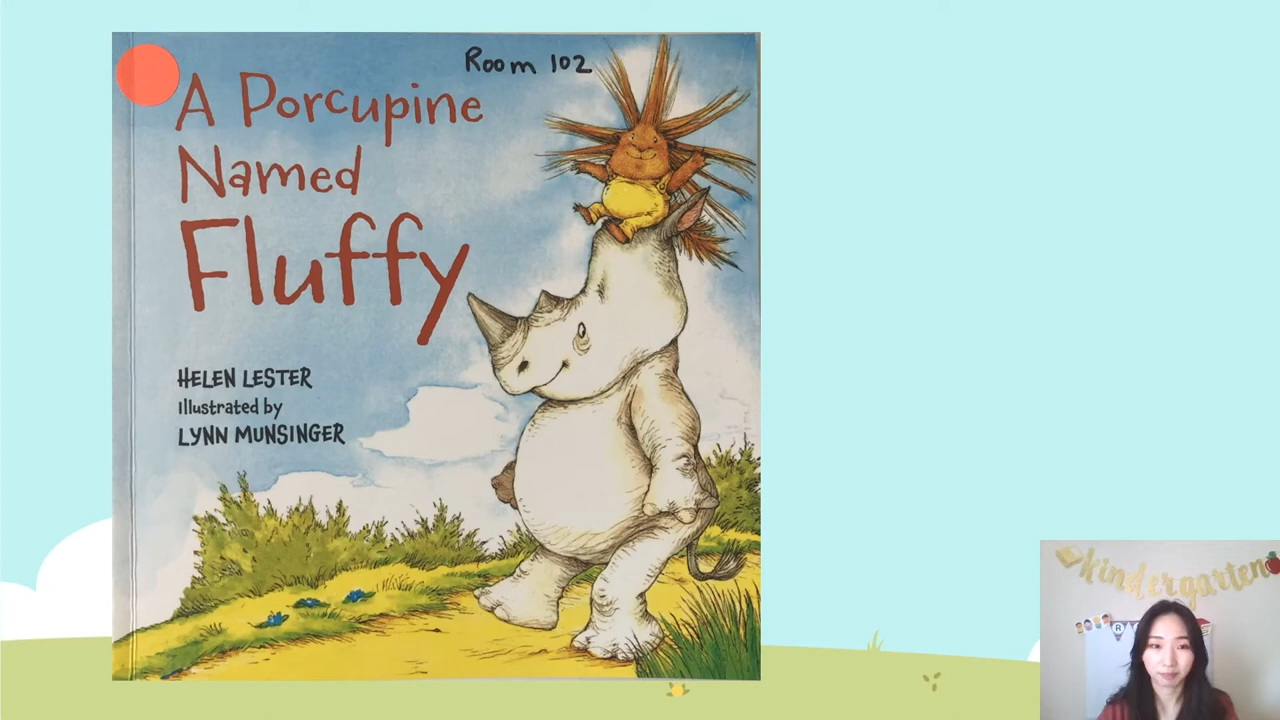 Room 102
A Porcupine
Named
Fluffy
HELEN LESTER
Illustrated by
LYNN MUNSINGER
kindergarten
R